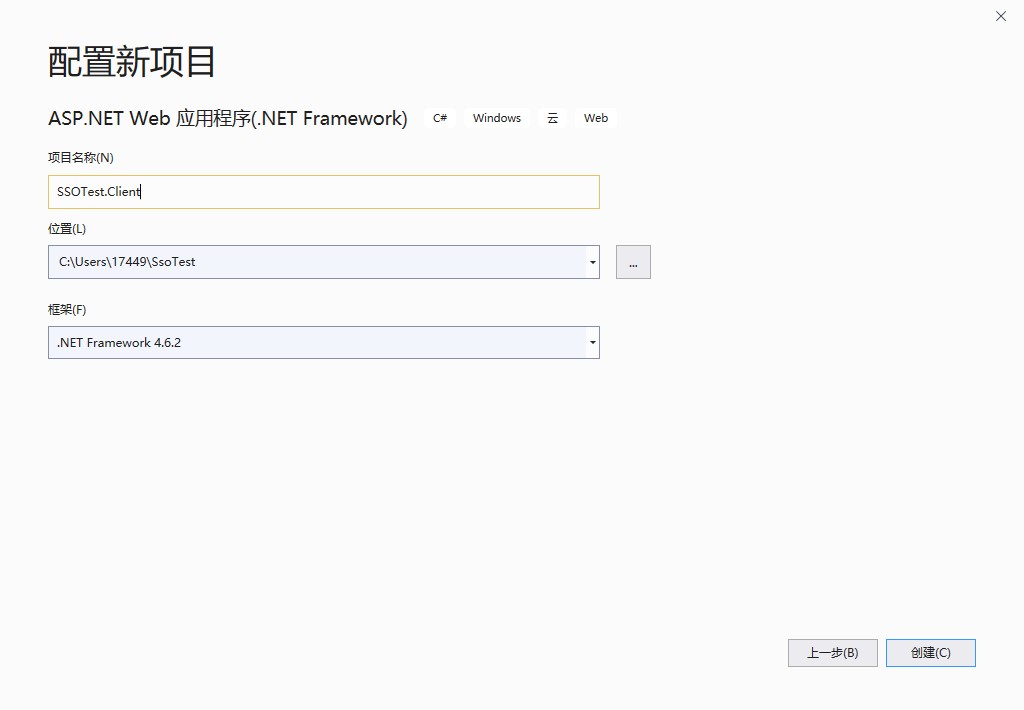 配置新项目
ASP.NET Web 应用程序(.NET Framework) C# Windows 云 Web
项目名称(N)
SSOTest.Client
位置(L)
C:\Users\17449\SsoTest
...
框架(F)
.NET Framework 4.6.2
上一步(B) 创建(C)